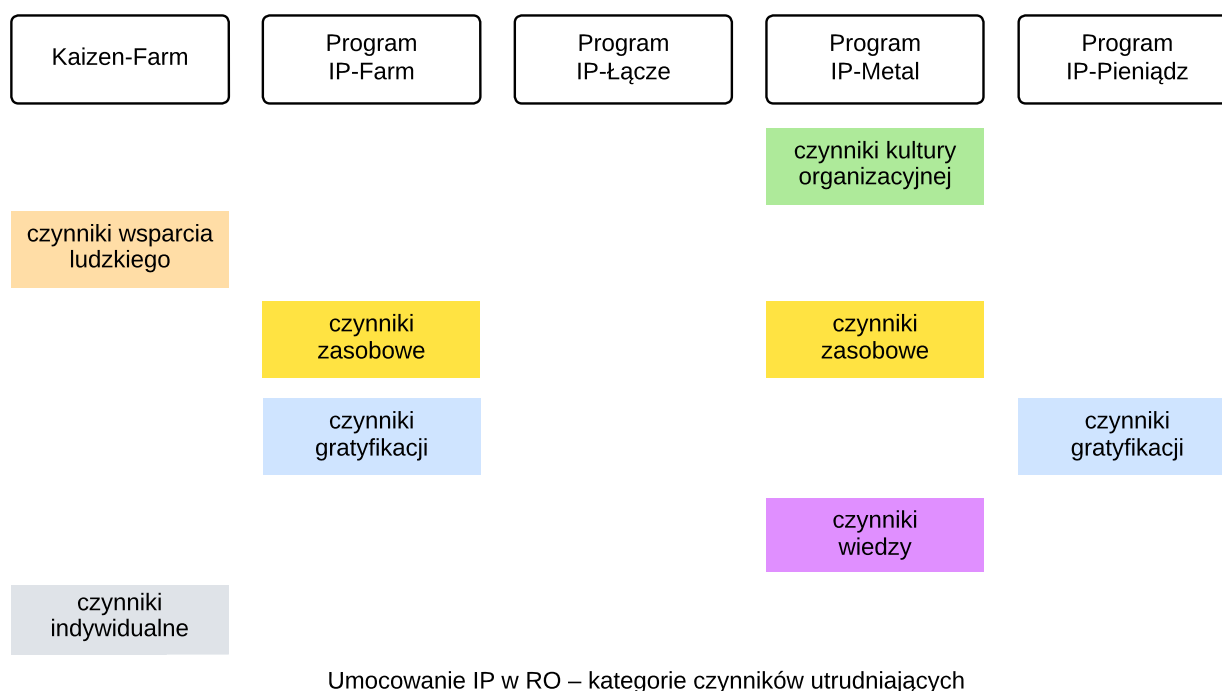 Kaizen-Farm
Program
IP-Farm
Program
IP-Łącze
Program
IP-Metal
Program
IP-Pieniądz
czynniki kultury
organizacyjnej
czynniki wsparcia
ludzkiego
czynniki
zasobowe
czynniki
zasobowe
czynniki
gratyfikacji
czynniki
gratyfikacji
czynniki
wiedzy
czynniki
indywidualne
Umocowanie IP w RO – kategorie czynników utrudniających